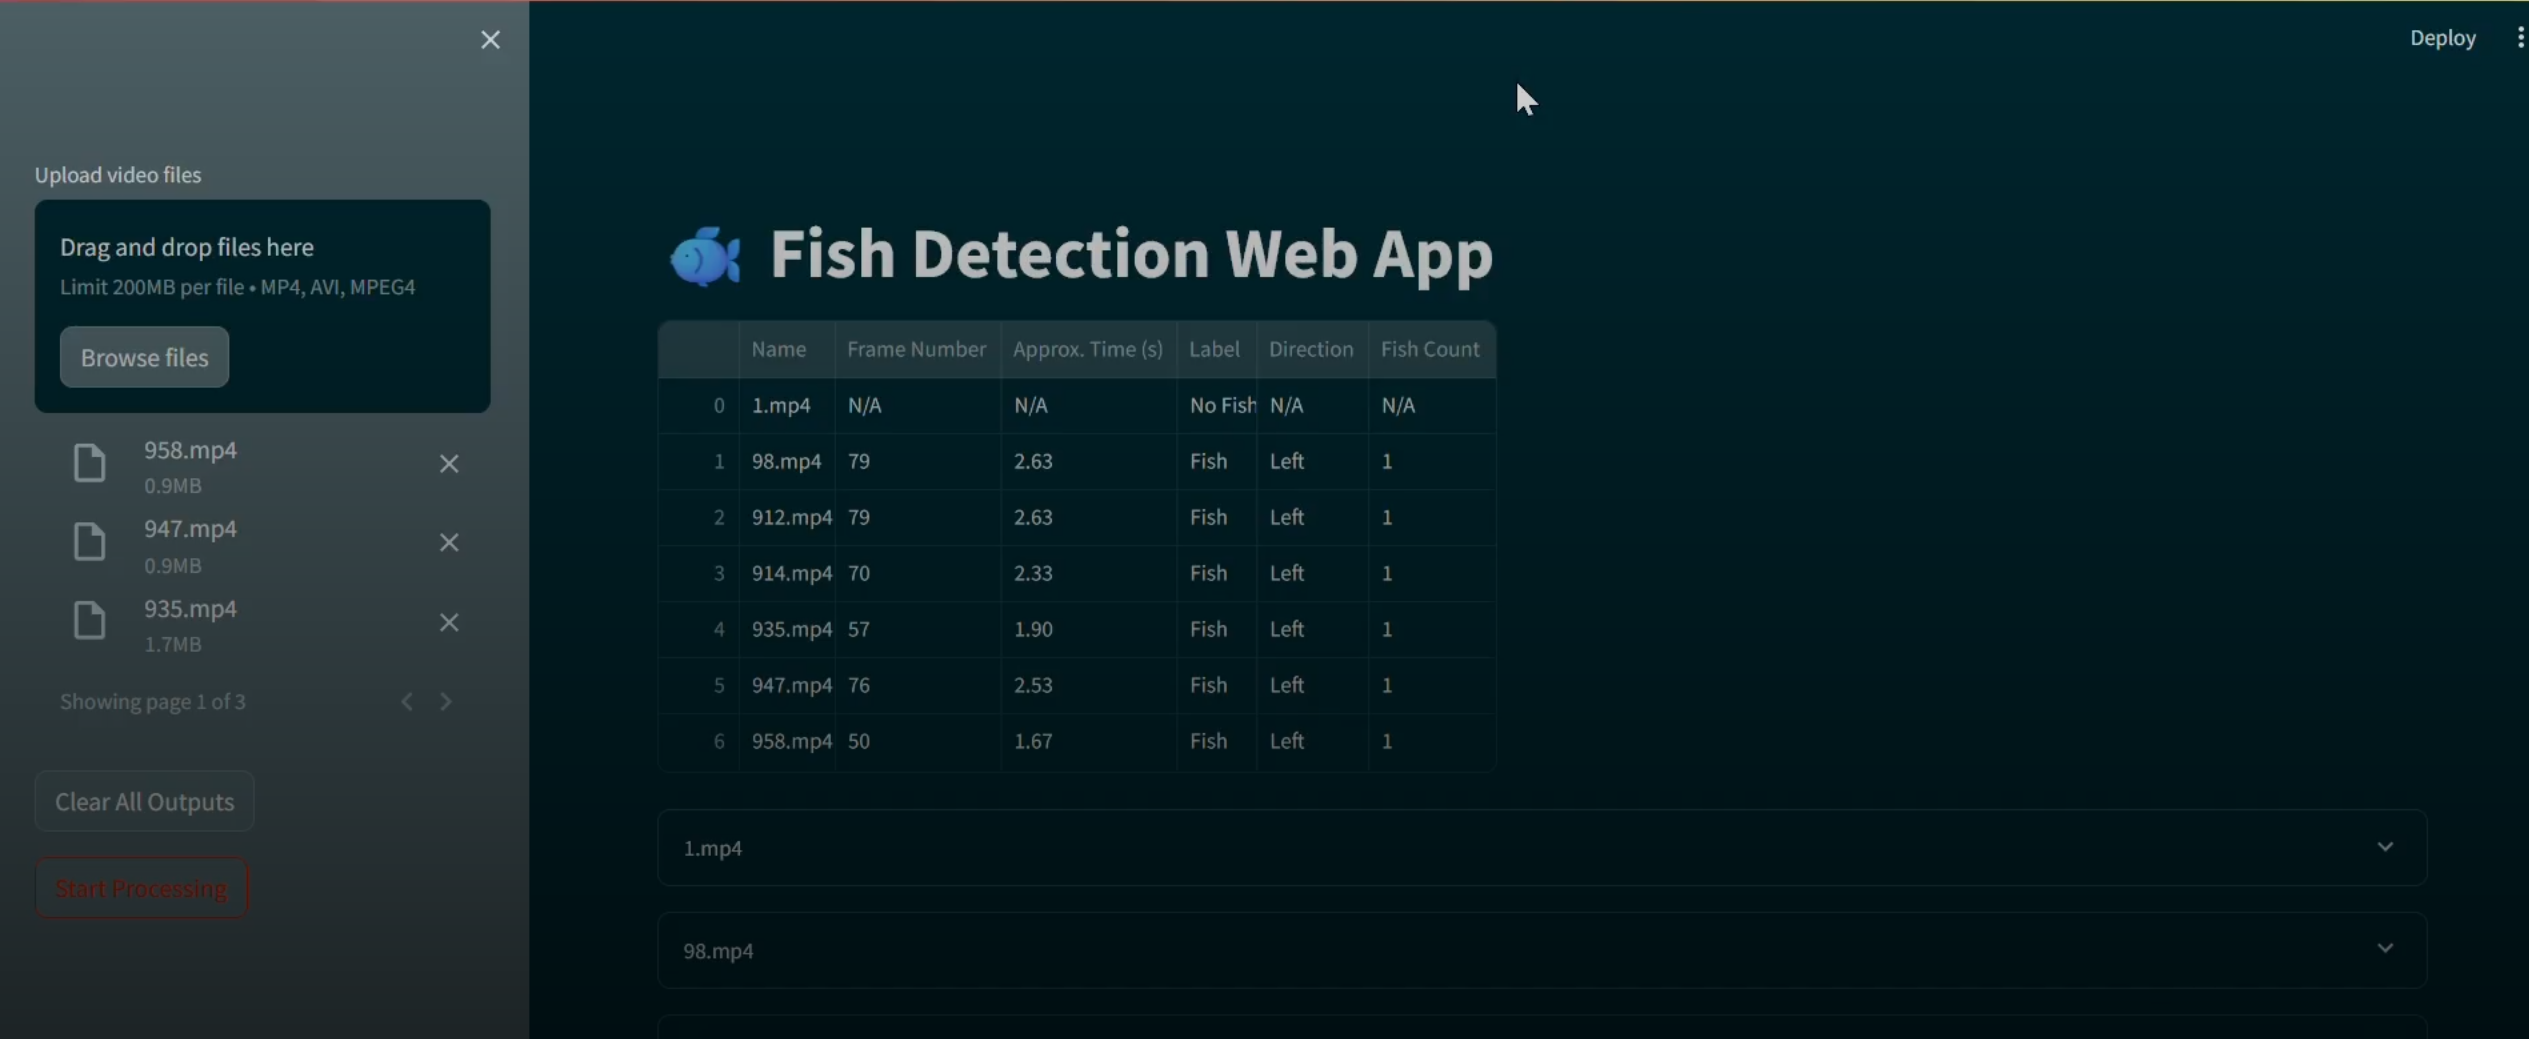 Deploy
Upload video files
Drag and drop files here
Limit 200MB per file • MP4, AVI, MPEG4
Browse files
958.mp4
0.9MB
947.mp4
0.9MB
935.mp4
1.7MB
Showing page 1 of 3
Clear All Outputs
Start Processing
Fish Detection Web App
Name Frame Number Approx. Time (s) Label Direction Fish Count
0 1.mp4 N/A N/A No Fish N/A N/A
1 98.mp4 79 2.63 Fish Left 1
2 912.mp4 79 2.63 Fish Left 1
3 914.mp4 70 2.33 Fish Left 1
4 935.mp4 57 1.90 Fish Left 1
5 947.mp4 76 2.53 Fish Left 1
6 958.mp4 50 1.67 Fish Left 1
1.mp4
98.mp4